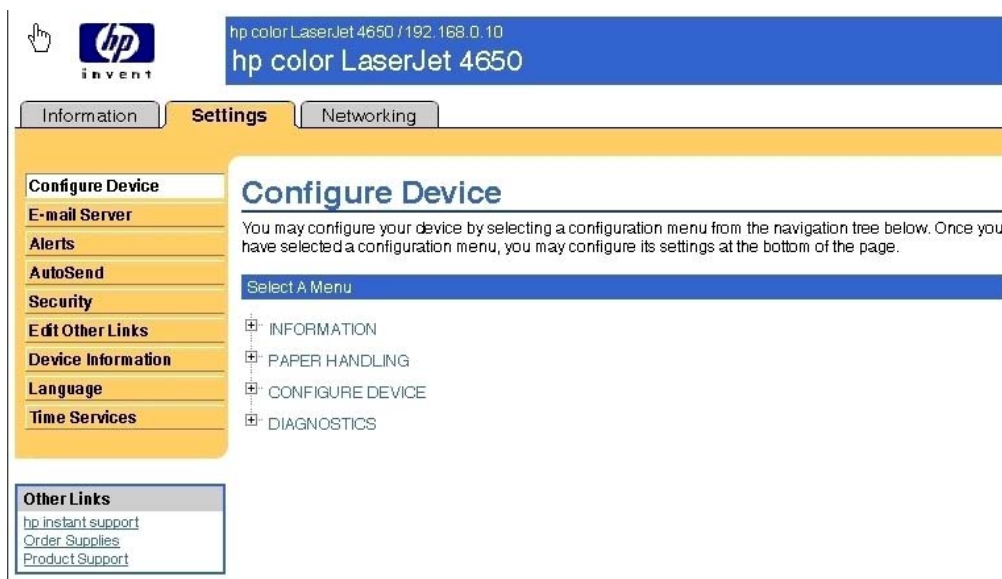 hp
invent
hp color LaserJet 4650 / 192.168.0.10
hp color LaserJet 4650
Information
Settings
Networking
Configure Device
E-mail Server
Alerts
AutoSend
Security
Edit Other Links
Device Information
Language
Time Services
Other Links
hp instant support
Order Supplies
Product Support
Configure Device
You may configure your device by selecting a configuration menu from the navigation tree below. Once you
have selected a configuration menu, you may configure its settings at the bottom of the page.
Select A Menu
INFORMATION
PAPER HANDLING
CONFIGURE DEVICE
DIAGNOSTICS